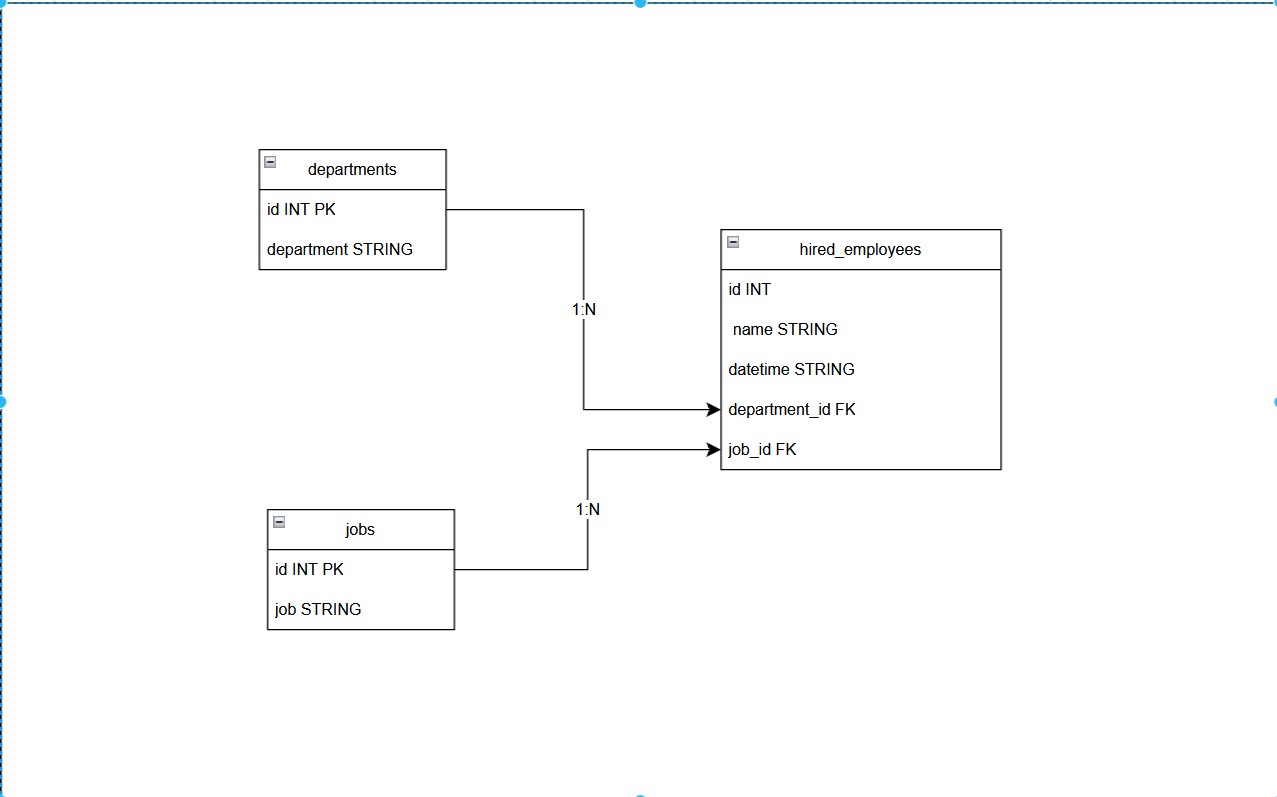 departments
id INT PK
department STRING
1:N
hired_employees
id INT
name STRING
datetime STRING
department_id FK
job_id FK
1:N
jobs
id INT PK
job STRING